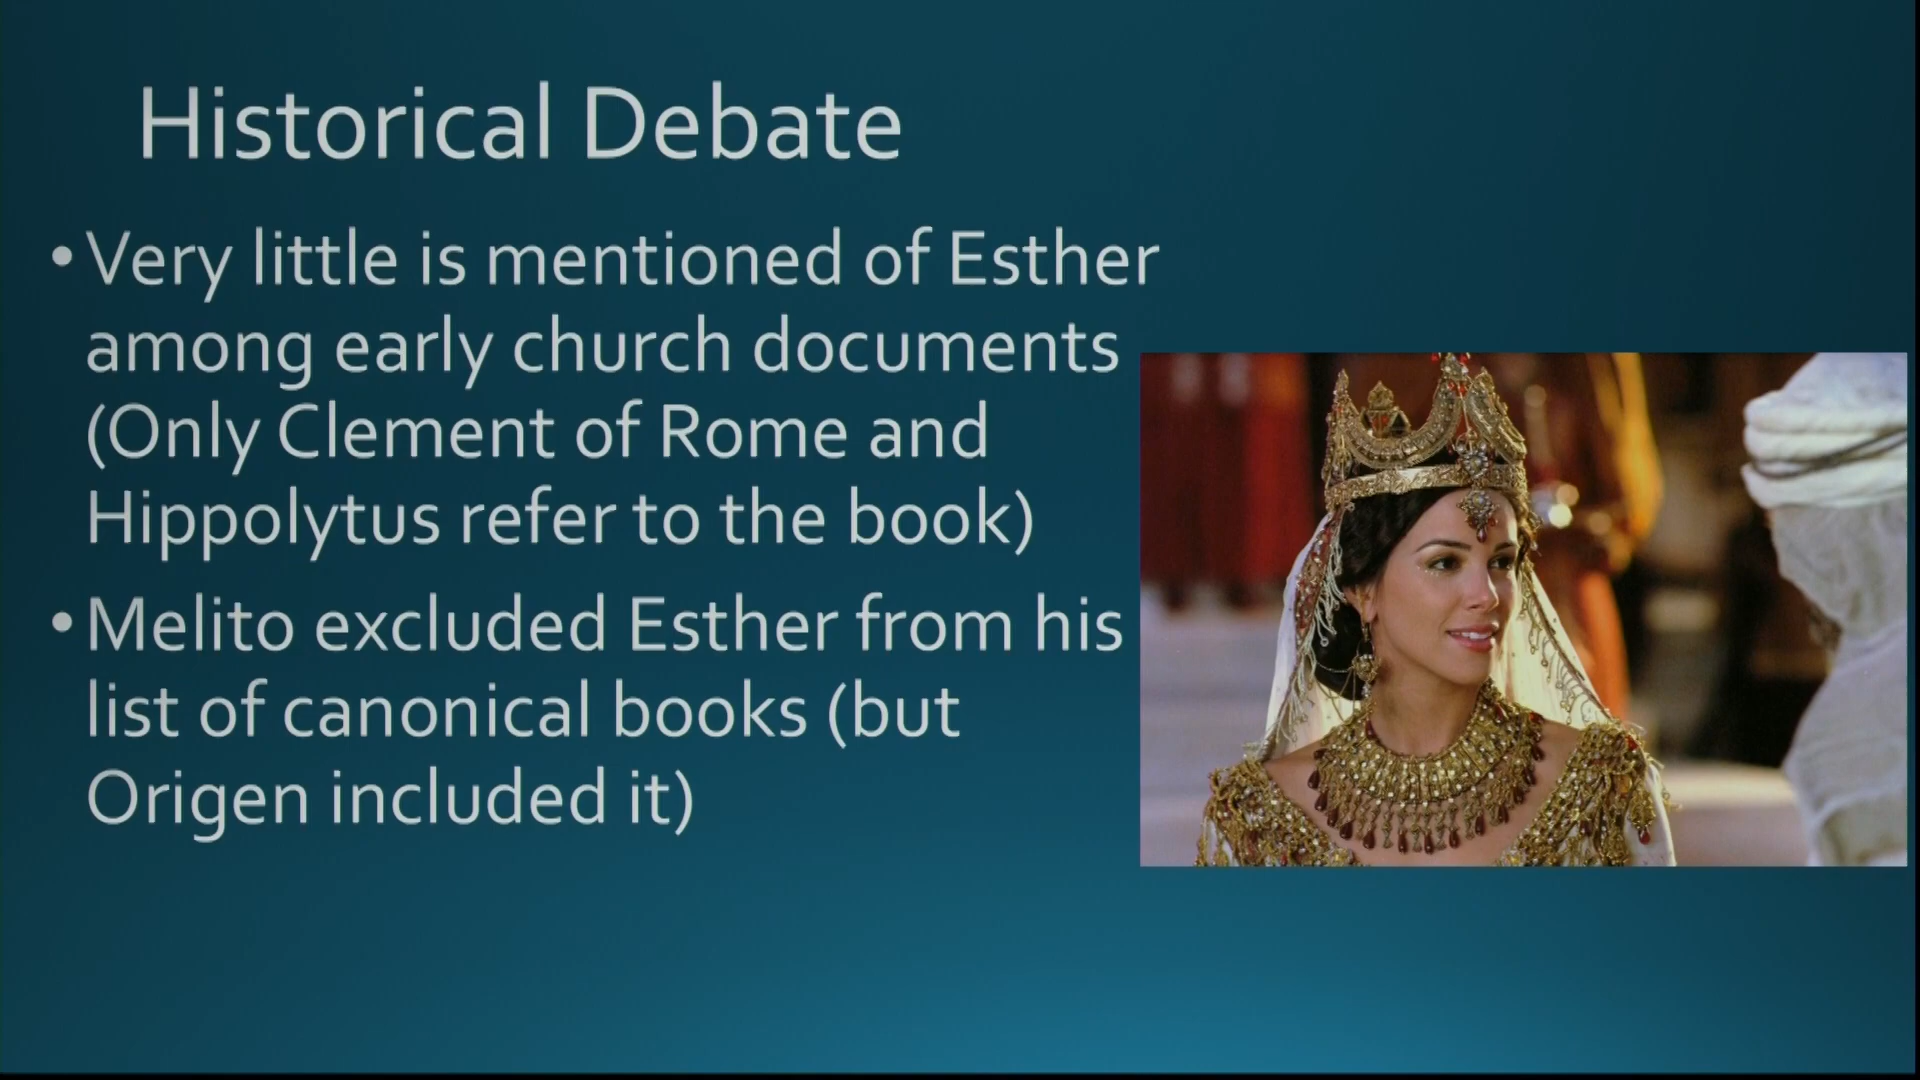 Historical Debate
• Very little is mentioned of Esther
among early church documents
(Only Clement of Rome and
Hippolytus refer to the book)
• Melito excluded Esther from his
list of canonical books (but
Origen included it)